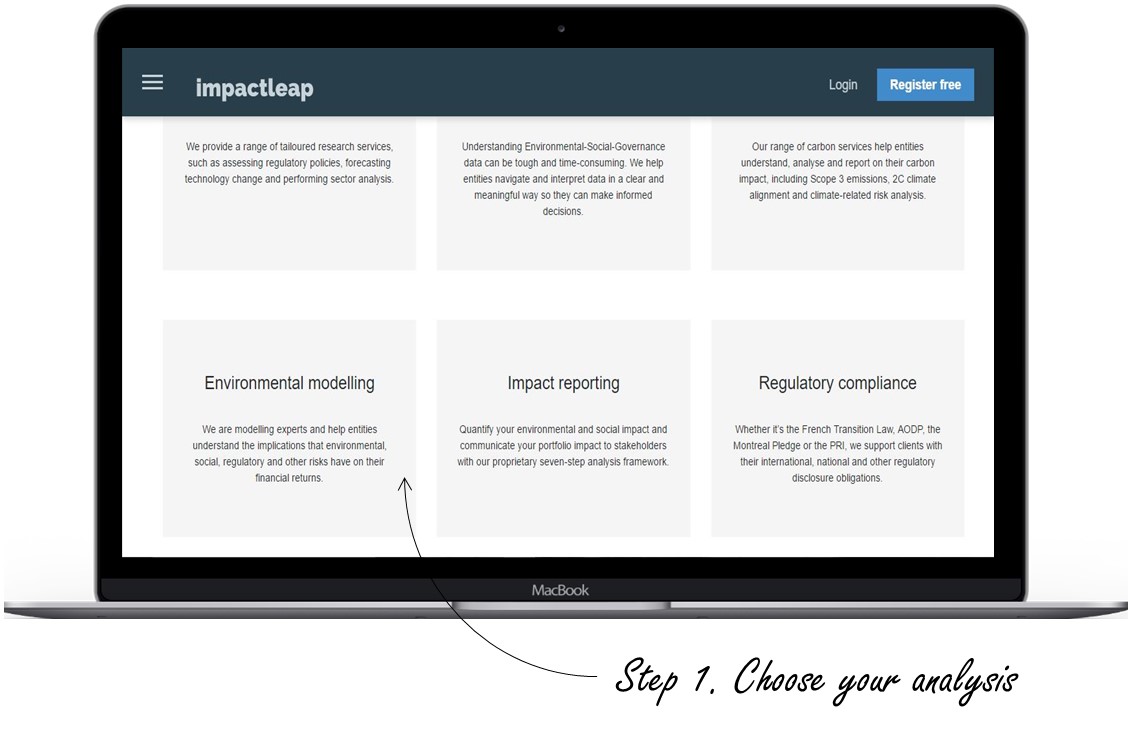 impactleap
Login
Register free
We provide a range of tailoured research services,
such as assessing regulatory policies, forecasting
technology change and performing sector analysis.
Understanding Environmental-Social-Governance
data can be tough and time-consuming. We help
entities navigate and interpret data in a clear and
meaningful way so they can make informed
decisions.
Our range of carbon services help entities
understand, analyse and report on their carbon
impact, including Scope 3 emissions, 2C climate
alignment and climate-related risk analysis.
Environmental modelling
We are modelling experts and help entities
understand the implications that environmental,
social, regulatory and other risks have on their
financial returns.
Impact reporting
Quantify your environmental and social impact and
communicate your portfolio impact to stakeholders
with our proprietary seven-step analysis framework.
Regulatory compliance
Whether it's the French Transition Law, AODP, the
Montreal Pledge or the PRI, we support clients with
their international, national and other regulatory
disclosure obligations.
MacBook
Step 1. Choose your analysis